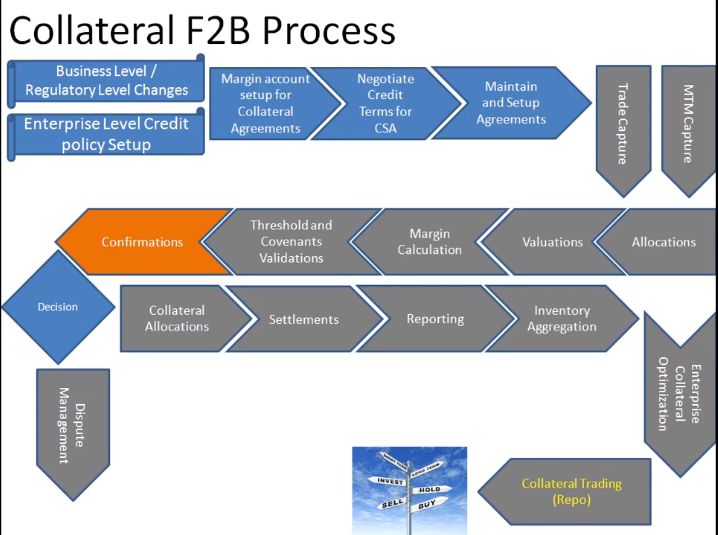 Collateral F2B Process
Business Level /
Regulatory Level Changes
Enterprise Level Credit
policy Setup
Margin account
setup for
Collateral
Agreements
Negotiate
Credit
Terms for
CSA
Maintain
and Setup
Agreements
Trade Capture
MTM Capture
Confirmations
Threshold and
Covenants
Validations
Margin
Calculation
Valuations
Allocations
Decision
Collateral
Allocations
Settlements
Reporting
Inventory
Aggregation
Dispute
Management
Enterprise
Collateral
Optimization
INVEST
HOLD
SELL
BUY
Collateral Trading
(Repo)